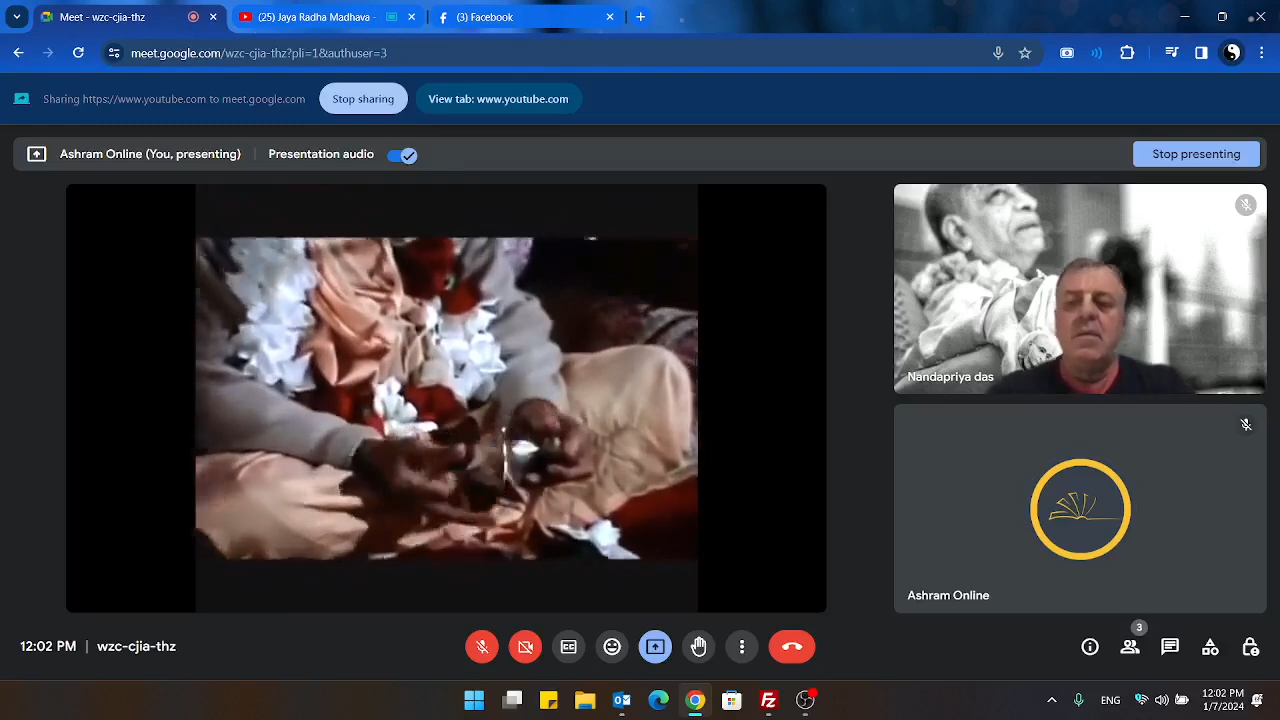 Meet - wzc-cjia-thz
(25) Jaya Radha Madhava -
(3) Facebook
meet.google.com/wzc-cjia-thz?pli=1&authuser=3
Sharing https://www.youtube.com to meet.google.com
Stop sharing
View tab: www.youtube.com
Ashram Online (You, presenting)
Presentation audio
Stop presenting
Nandapriya das
Ashram Online
12:02 PM | wzc-cjia-thz
3
ENG
12:02 PM
1/7/2024